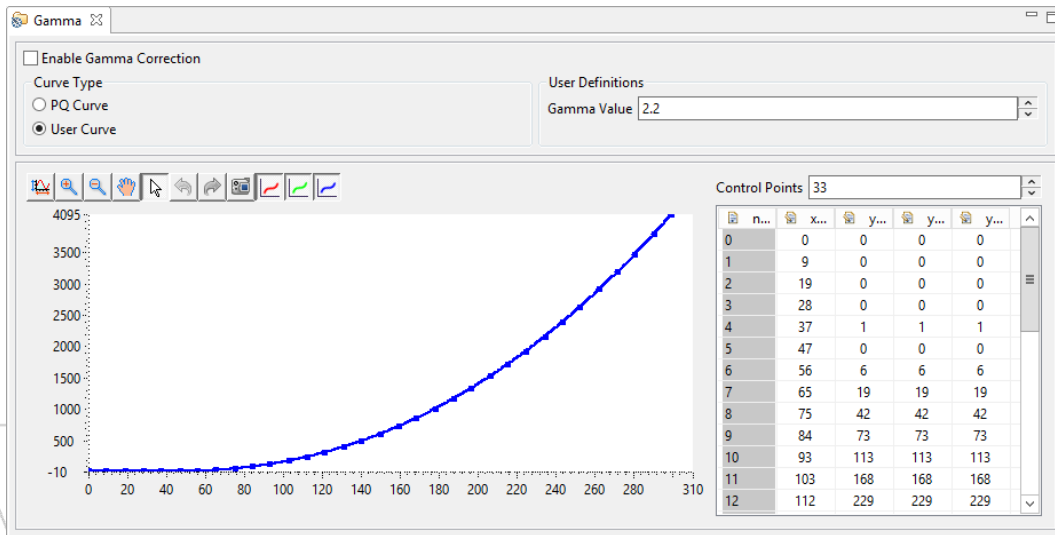 Gamma
Enable Gamma Correction
Curve Type
PQ Curve
User Curve
User Definitions
Gamma Value 2.2
Control Points 33
4095
3500
3000
2500
2000
1500
1000
500
-10
0 20 40 60 80 100 120 140 160 180 200 220 240 260 280 310
n... x... y... y... y...
0 0 0 0 0
1 9 0 0 0
2 19 0 0 0
3 28 0 0 0
4 37 1 1 1
5 47 0 0 0
6 56 6 6 6
7 65 19 19 19
8 75 42 42 42
9 84 73 73 73
10 93 113 113 113
11 103 168 168 168
12 112 229 229 229